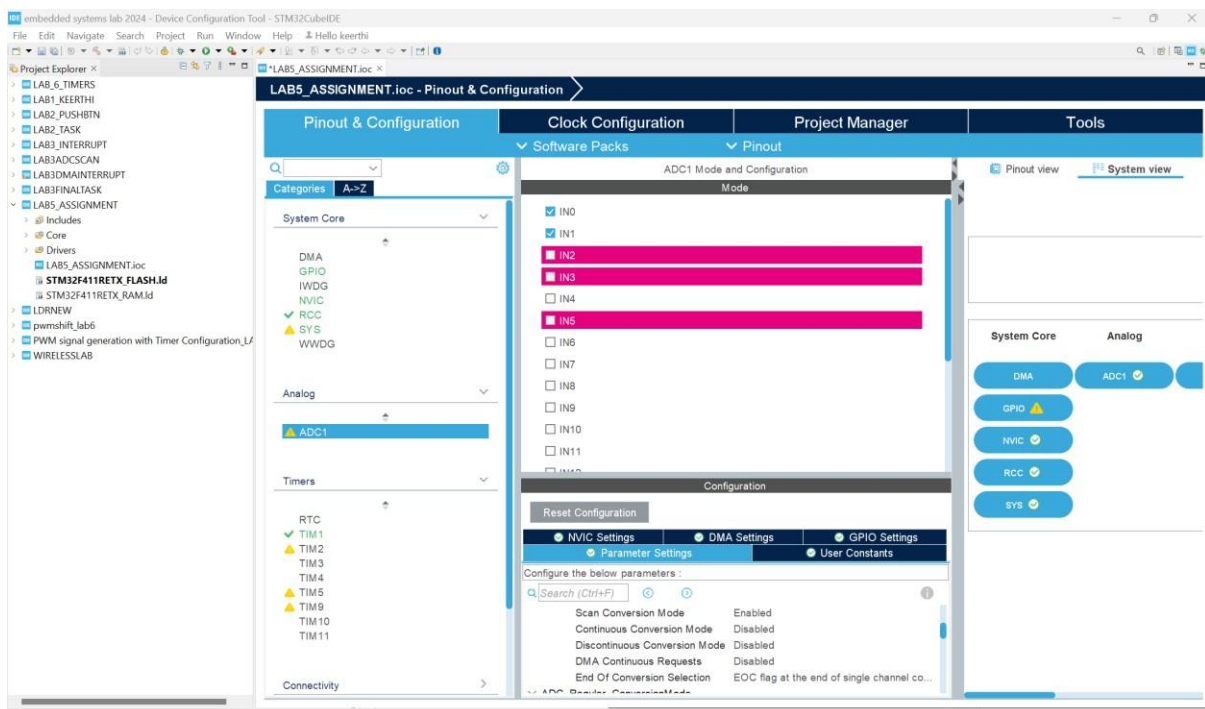 IDE embedded systems lab 2024 - Device Configuration Tool - STM32CubeIDE
File Edit Navigate Search Project Run Window Help Hello keerthi
Project Explorer
*LAB5_ASSIGNMENT.ioc
LAB_6_TIMERS
LAB1_KEERTHI
LAB2_PUSHBTN
LAB2_TASK
LAB3_INTERRUPT
LAB3ADCSCAN
LAB3DMAINTERRUPT
LAB3FINALTASK
LAB5_ASSIGNMENT
Includes
Core
Drivers
LAB5_ASSIGNMENT.ioc
STM32F411RETX_FLASH.ld
STM32F411RETX_RAM.ld
LDRNEW
pwmshift_lab6
PWM signal generation with Timer Configuration_LA
WIRELESSLAB
LAB5_ASSIGNMENT.ioc - Pinout & Configuration
Pinout & Configuration
Clock Configuration
Project Manager
Tools
Software Packs
Pinout
Categories A->Z
System Core
DMA
GPIO
IWDG
NVIC
RCC
SYS
WWDG
Analog
ADC1
Timers
RTC
TIM1
TIM2
TIM3
TIM4
TIM5
TIM9
TIM10
TIM11
Connectivity
ADC1 Mode and Configuration
Mode
IN0
IN1
IN2
IN3
IN4
IN5
IN6
IN7
IN8
IN9
IN10
IN11
Configuration
Reset Configuration
NVIC Settings
DMA Settings
GPIO Settings
Parameter Settings
User Constants
Configure the below parameters :
Search (Ctrl+F)
Scan Conversion Mode Enabled
Continuous Conversion Mode Disabled
Discontinuous Conversion Mode Disabled
DMA Continuous Requests Disabled
End Of Conversion Selection EOC flag at the end of single channel co...
ADC_Regular_ConversionMode
Pinout view
System view
System Core
Analog
DMA
ADC1
GPIO
NVIC
RCC
SYS